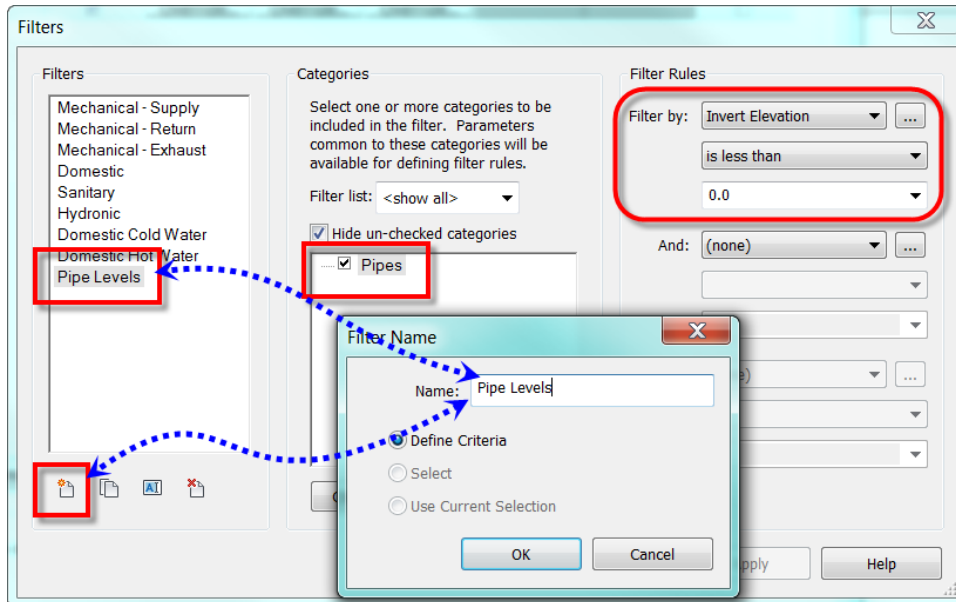 Filters
Filters
Mechanical - Supply
Mechanical - Return
Mechanical - Exhaust
Domestic
Sanitary
Hydronic
Domestic Cold Water
Domestic Hot Water
Pipe Levels
Categories
Select one or more categories to be
included in the filter. Parameters
common to these categories will be
available for defining filter rules.
Filter list: <show all>
Hide un-checked categories
Pipes
Filter Rules
Filter by: Invert Elevation ...
is less than
0.0
And: (none) ...
...
Filter Name
Name: Pipe Levels
Define Criteria
Select
Use Current Selection
OK Cancel
Help